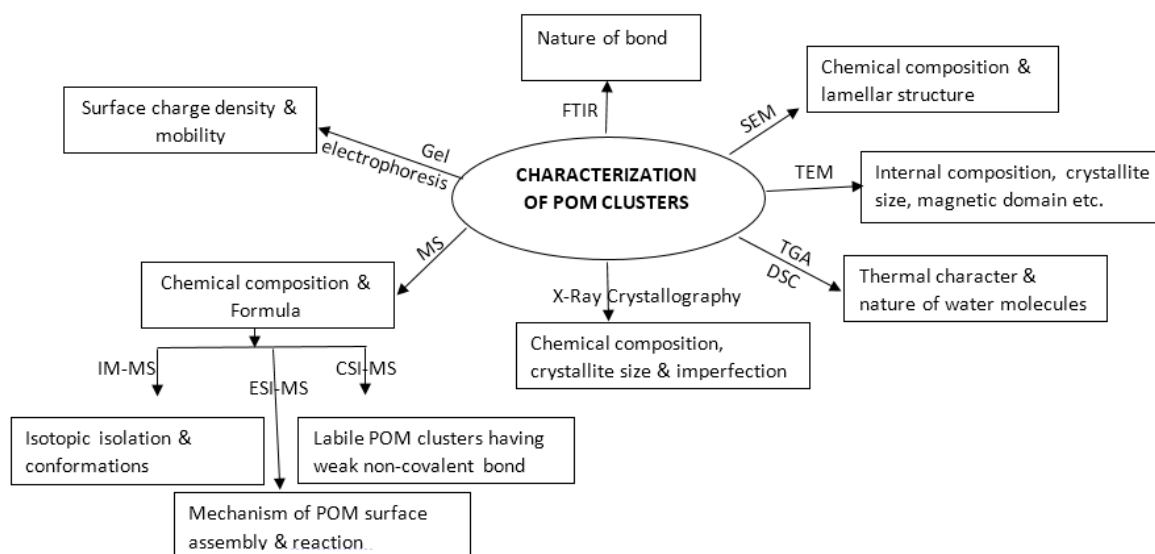 Nature of bond
FTIR
Chemical composition &
lamellar structure
SEM
Surface charge density &
mobility
Gel
electrophoresis
CHARACTERIZATION
OF POM CLUSTERS
TEM
Internal composition, crystallite
size, magnetic domain etc.
MS
TGA
DSC
Thermal character &
nature of water molecules
Chemical composition &
Formula
X-Ray Crystallography
Chemical composition,
crystallite size & imperfection
IM-MS
ESI-MS
CSI-MS
Isotopic isolation &
conformations
Labile POM clusters having
weak non-covalent bond
Mechanism of POM surface
assembly & reaction..